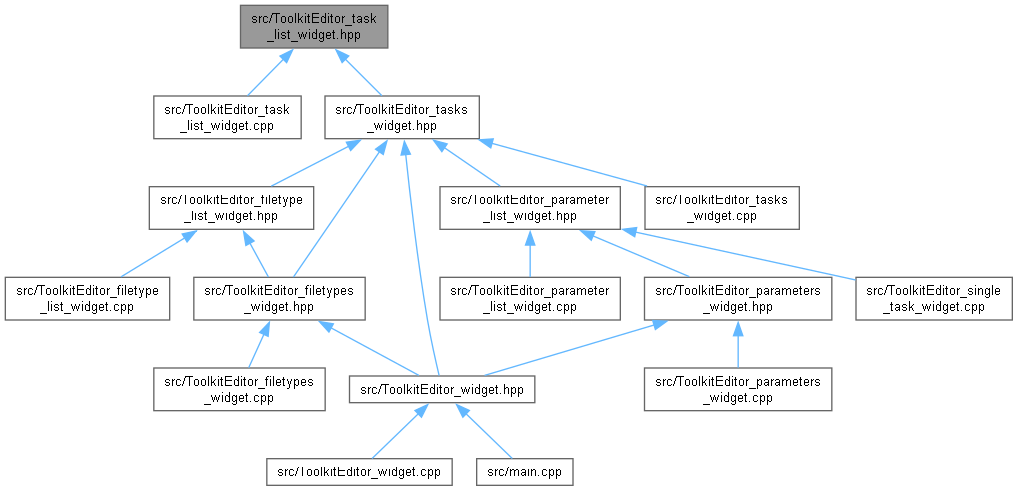 src/ToolkitEditor_task
_list_widget.hpp
src/ToolkitEditor_task
_list_widget.cpp
src/ToolkitEditor_tasks
_widget.hpp
src/ToolkitEditor_filetype
_list_widget.hpp
src/ToolkitEditor_parameter
_list_widget.hpp
src/ToolkitEditor_tasks
_widget.cpp
src/ToolkitEditor_filetype
_list_widget.cpp
src/ToolkitEditor_filetypes
_widget.hpp
src/ToolkitEditor_parameter
_list_widget.cpp
src/ToolkitEditor_parameters
_widget.hpp
src/ToolkitEditor_single
_task_widget.cpp
src/ToolkitEditor_filetypes
_widget.cpp
src/ToolkitEditor_widget.hpp
src/ToolkitEditor_parameters
_widget.cpp
src/ToolkitEditor_widget.cpp
src/main.cpp